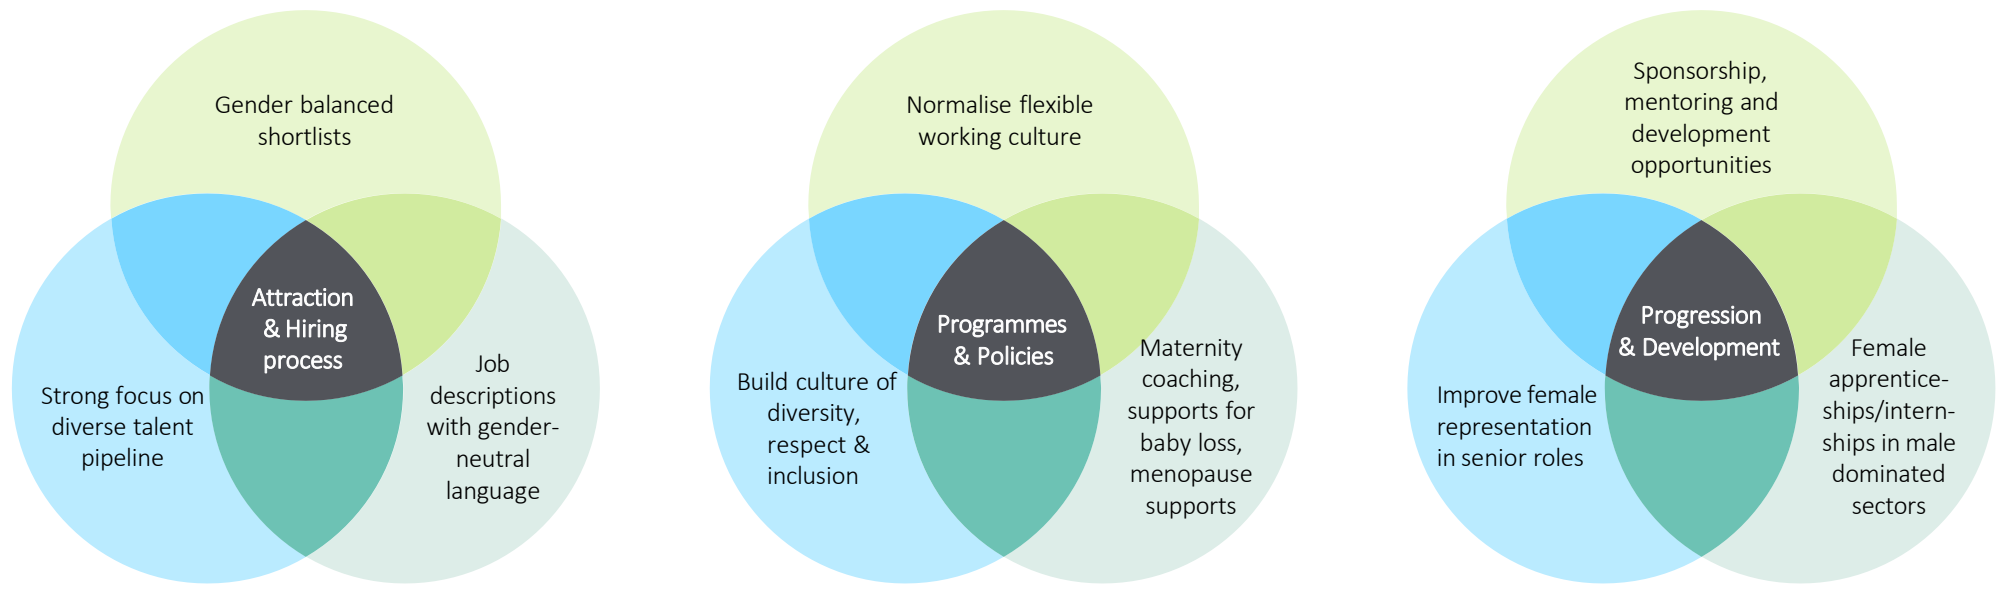 Gender balanced
shortlists
Attraction
& Hiring
process
Strong focus on
diverse talent
pipeline
Job
descriptions
with gender-
neutral
language
Normalise flexible
working culture
Programmes
& Policies
Build culture of
diversity,
respect &
inclusion
Maternity
coaching,
supports for
baby loss,
menopause
supports
Sponsorship,
mentoring and
development
opportunities
Progression
& Development
Improve female
representation
in senior roles
Female
apprentice-
ships/intern-
ships in male
dominated
sectors